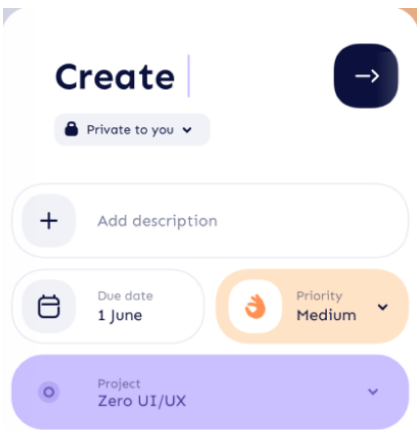 Create
Private to you
Add description
Due date
1 June
Priority
Medium
Project
Zero UI/UX